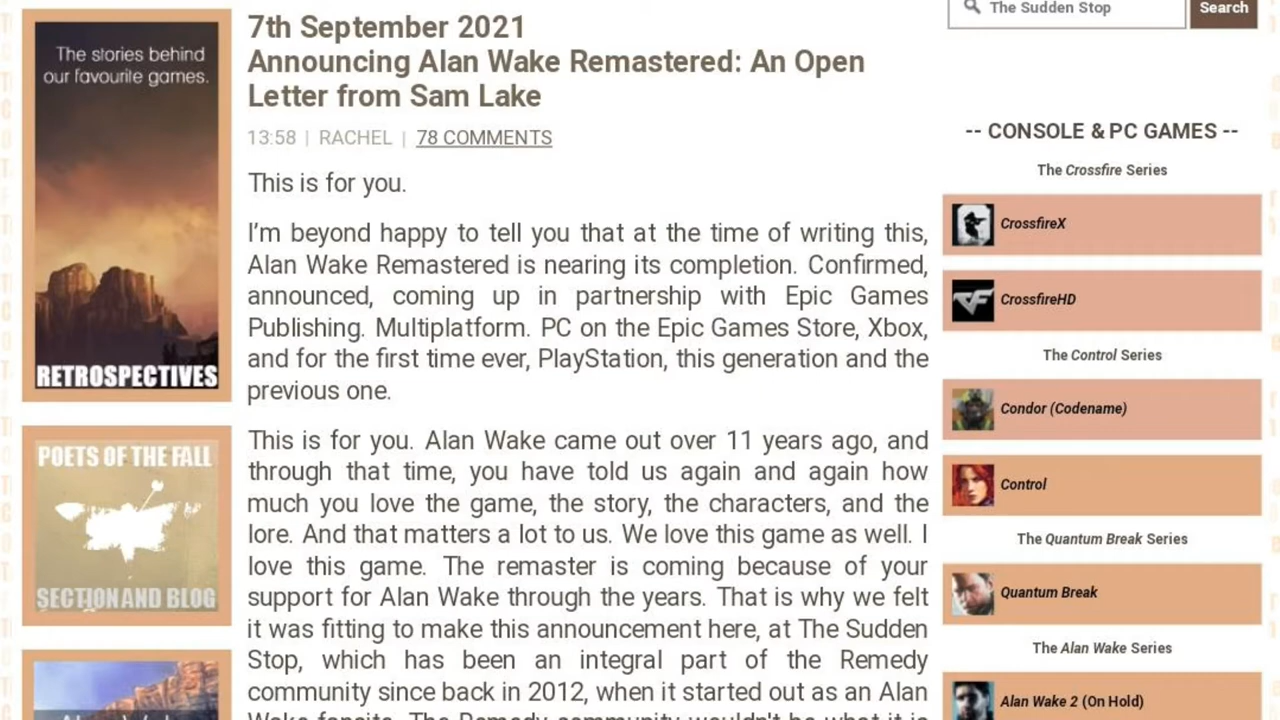 The stories behind
our favourite games.
RETROSPECTIVES
POETS OF THE FALL
SECTION AND BLOG
7th September 2021
Announcing Alan Wake Remastered: An Open
Letter from Sam Lake
13:58 | RACHEL | 78 COMMENTS
This is for you.
I’m beyond happy to tell you that at the time of writing this,
Alan Wake Remastered is nearing its completion. Confirmed,
announced, coming up in partnership with Epic Games
Publishing. Multiplatform. PC on the Epic Games Store, Xbox,
and for the first time ever, PlayStation, this generation and the
previous one.
This is for you. Alan Wake came out over 11 years ago, and
through that time, you have told us again and again how
much you love the game, the story, the characters, and the
lore. And that matters a lot to us. We love this game as well. I
love this game. The remaster is coming because of your
support for Alan Wake through the years. That is why we felt
it was fitting to make this announcement here, at The Sudden
Stop, which has been an integral part of the Remedy
community since back in 2012, when it started out as an Alan
Wake fansite. The Remedy community wouldn't be what it is
The Sudden Stop
Search
-- CONSOLE & PC GAMES --
The Crossfire Series
CrossfireX
CrossfireHD
The Control Series
Condor (Codename)
Control
The Quantum Break Series
Quantum Break
The Alan Wake Series
Alan Wake 2 (On Hold)